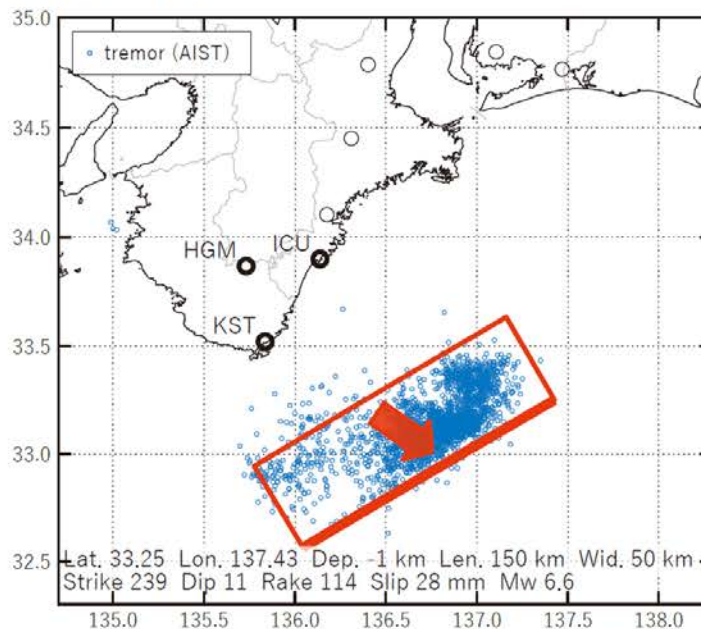 35.0
tremor (AIST)
34.5
34.0
HGM
ICU
KST
33.5
33.0
32.5
Lat. 33.25 Lon. 137.43 Dep. -1 km Len. 150 km Wid. 50 km
Strike 239 Dip 11 Rake 114 Slip 28 mm Mw 6.6
135.0 135.5 136.0 136.5 137.0 137.5 138.0